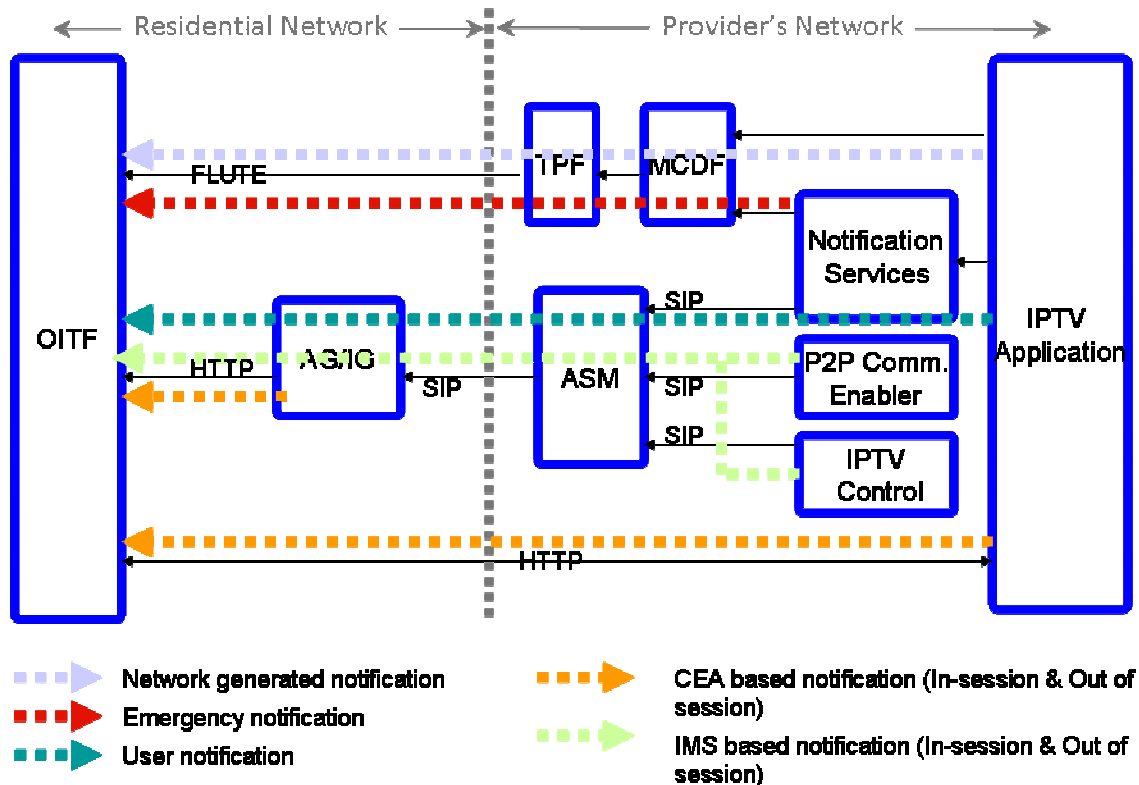 Residential Network
Provider's Network
TPF
MCDF
FLUTE
Notification
Services
SIP
OITF
IPTV
Application
AG/IG
ASM
P2P Comm.
Enabler
HTTP
SIP
SIP
SIP
IPTV
Control
HTTP
Network generated notification
Emergency notification
User notification
CEA based notification (In-session & Out of
session)
IMS based notification (In-session & Out of
session)